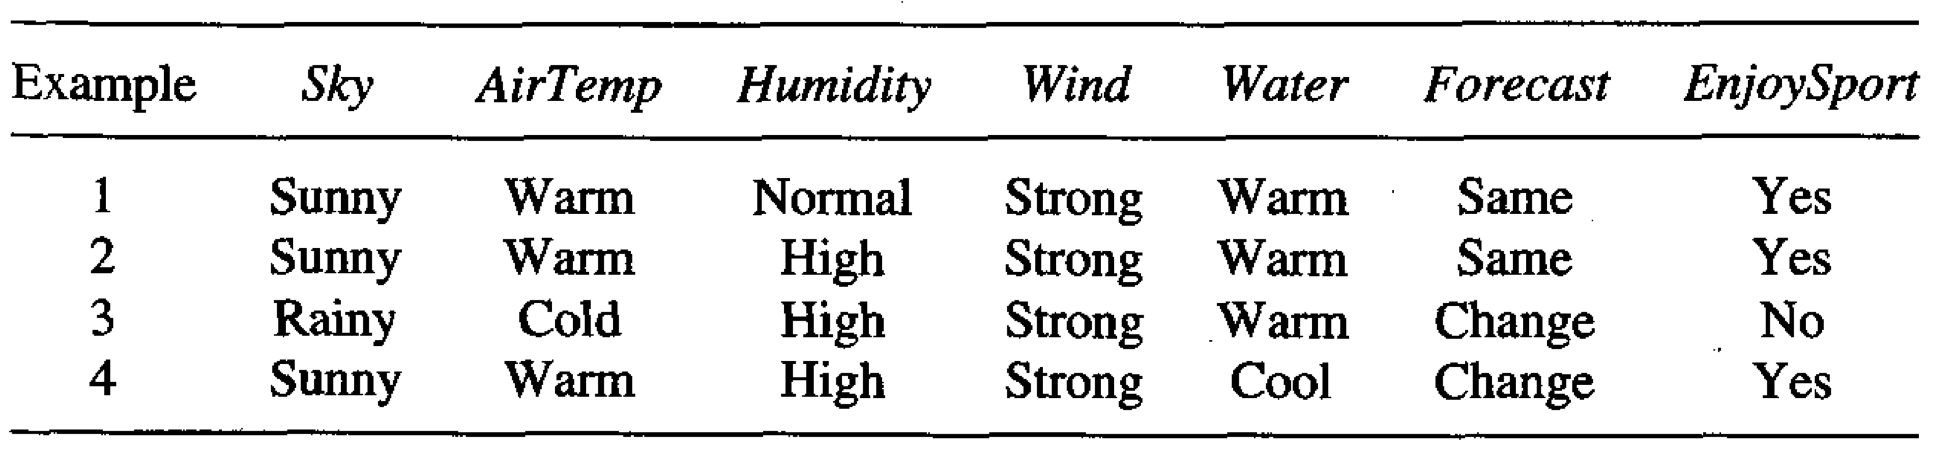 Example Sky AirTemp Humidity Wind Water Forecast EnjoySport
1 Sunny Warm Normal Strong Warm Same Yes
2 Sunny Warm High Strong Warm Same Yes
3 Rainy Cold High Strong Warm Change No
4 Sunny Warm High Strong Cool Change Yes